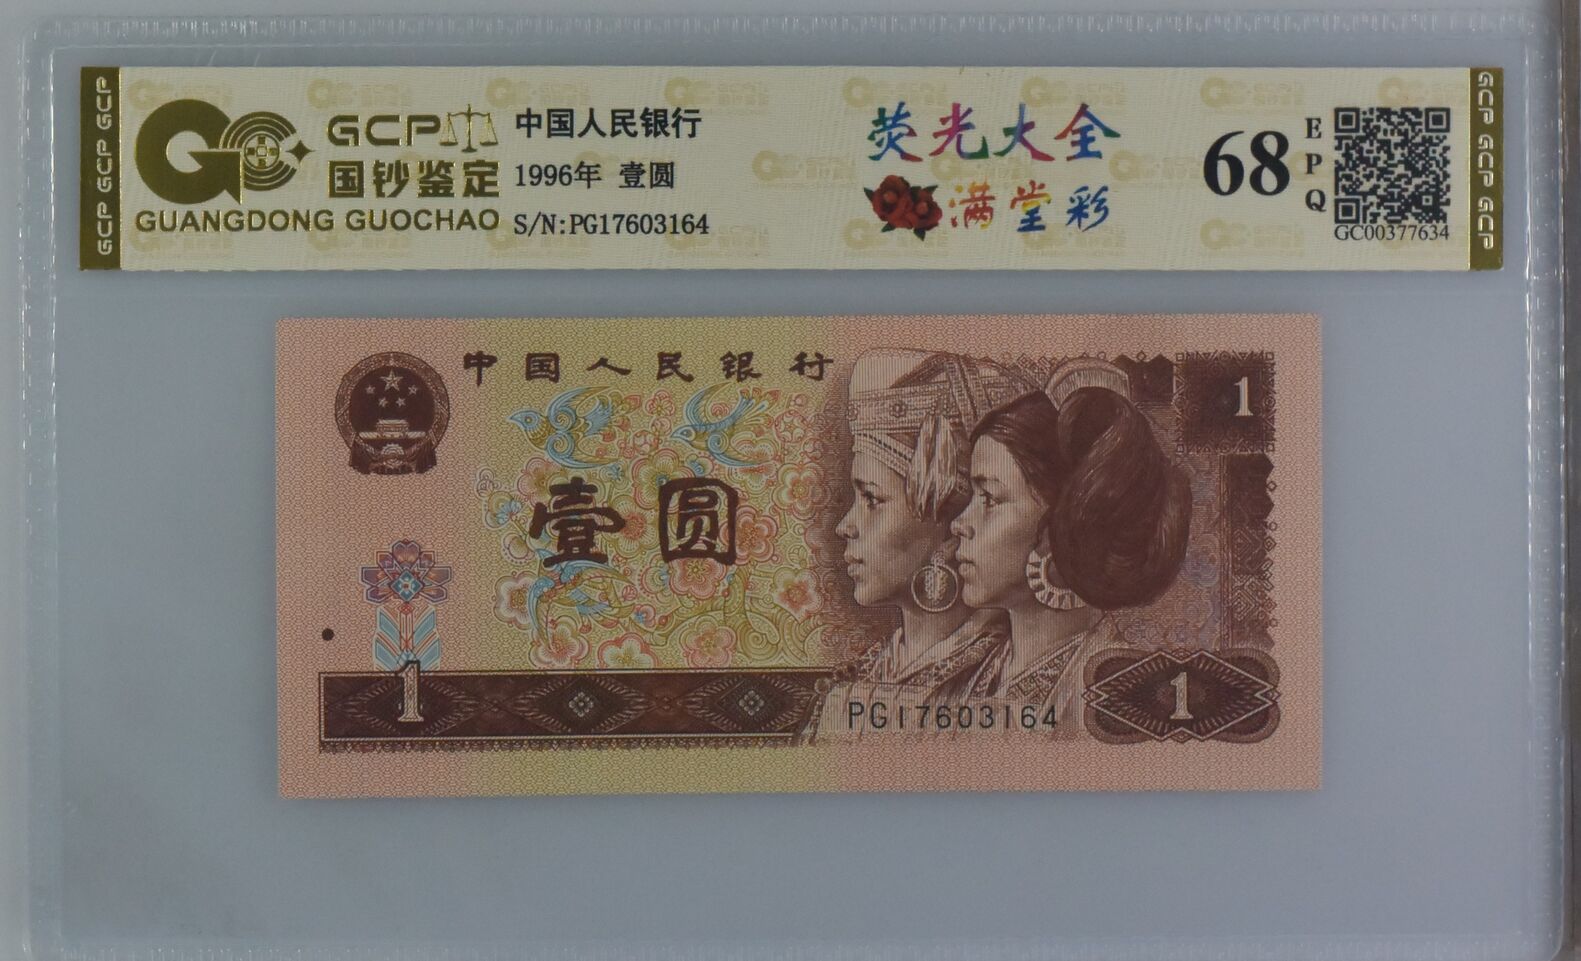 GCP GCP GCP
GCP
国钞鉴定
GUANGDONG GUOCHAO
中国人民银行
1996年 壹圆
S/N:PG17603164
荧光大全
满堂彩
68
EPQ
GC00377634
GCP GCP GCP
中国人民银行
1
壹圆
1
PG17603164
1